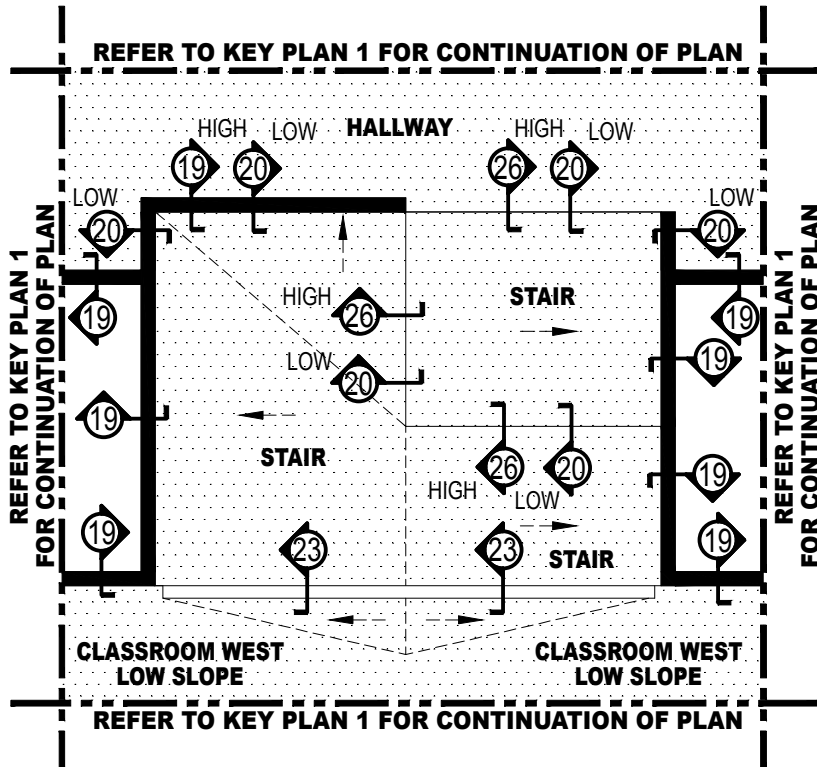 REFER TO KEY PLAN 1 FOR CONTINUATION OF PLAN
HIGH LOW HALLWAY HIGH LOW
19 20 26 20
LOW LOW
20 20
REFER TO KEY PLAN 1
FOR CONTINUATION OF PLAN
HIGH STAIR
19 26 19
LOW 19
20
19
STAIR
26 20 19
HIGH LOW
19 23 23 19
STAIR
REFER TO KEY PLAN 1
FOR CONTINUATION OF PLAN
CLASSROOM WEST
LOW SLOPE
CLASSROOM WEST
LOW SLOPE
REFER TO KEY PLAN 1 FOR CONTINUATION OF PLAN